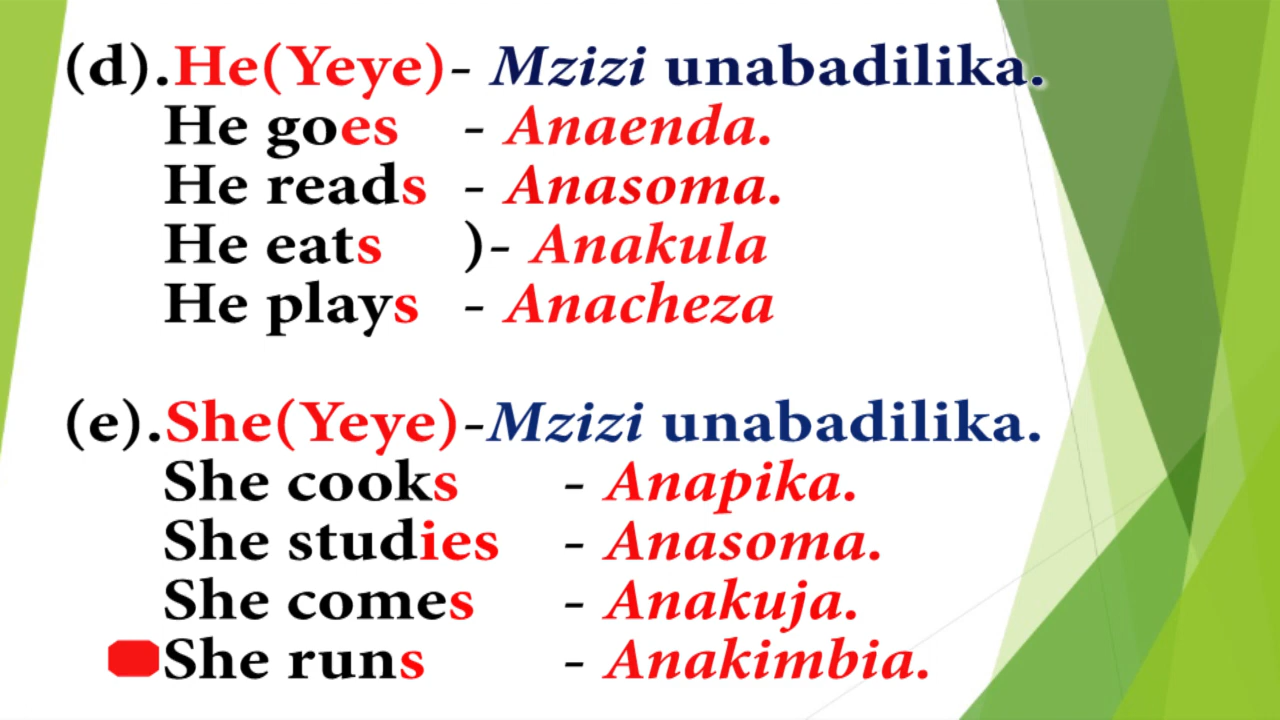 (d).He(Yeye)- Mzizi unabadilika.
He goes - Anaenda.
He reads - Anasoma.
He eats )- Anakula
He plays - Anacheza
(e).She(Yeye)-Mzizi unabadilika.
She cooks - Anapika.
She studies - Anasoma.
She comes - Anakuja.
She runs - Anakimbia.